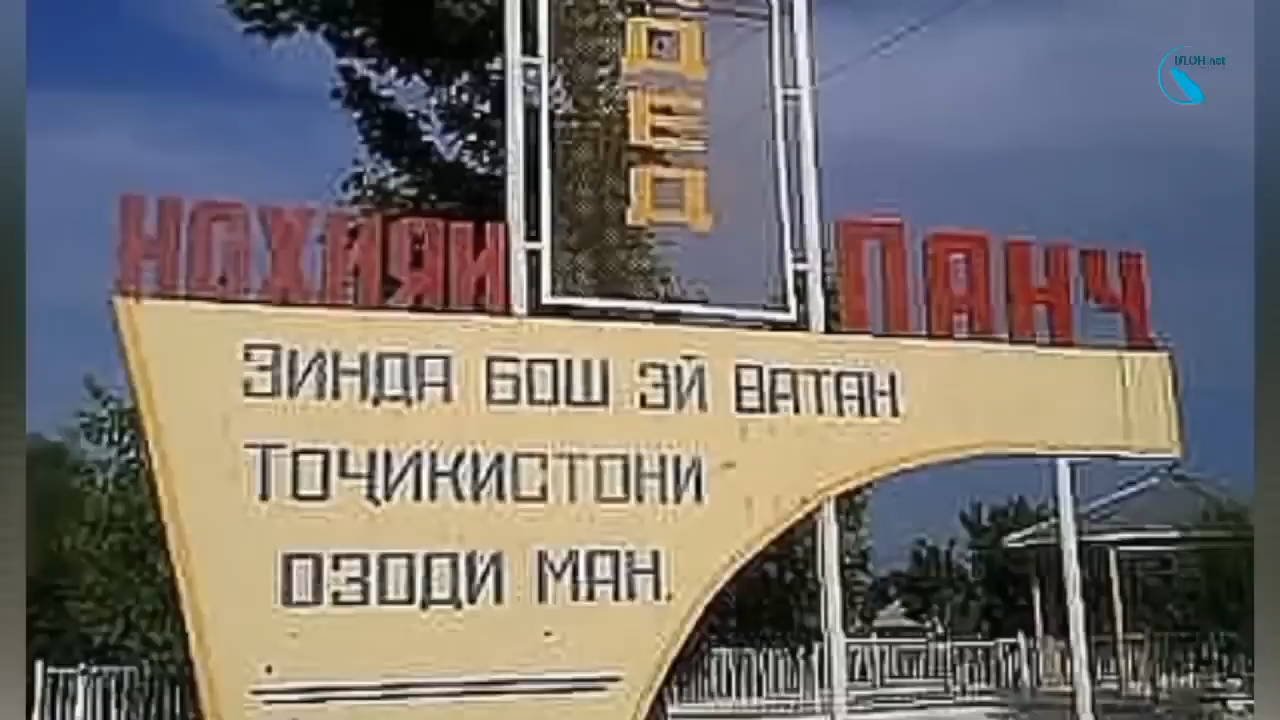 НОХИЯИ ПАНҶ
ЗИНДА БОШ ЭЙ ВАТАН
ТОҶИКИСТОНИ
ОЗОДИ МАН.